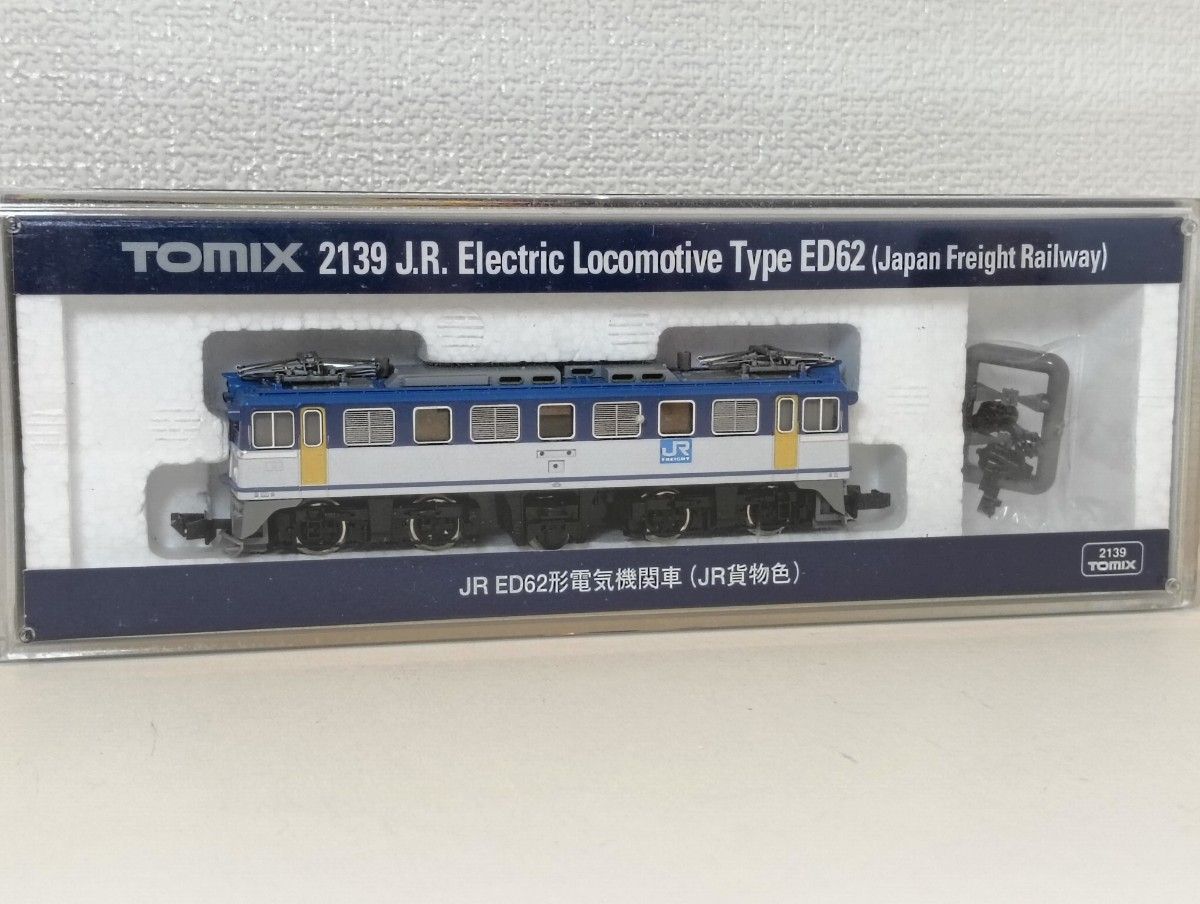 TOMIX 2139 J.R. Electric Locomotive Type ED62 (Japan Freight Railway)
JR
FREIGHT
JR ED62形電気機関車 (JR貨物色)
2139
TOMIX